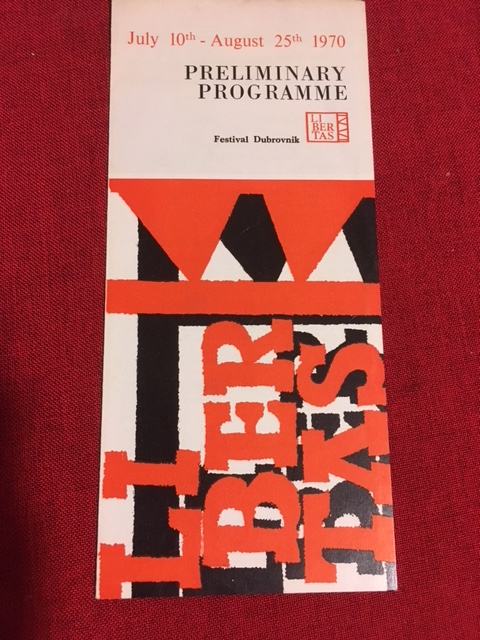 July 10th - August 25th 1970
PRELIMINARY
PROGRAMME
Festival Dubrovnik
LI
BER
TAS
LI
BER
TAS